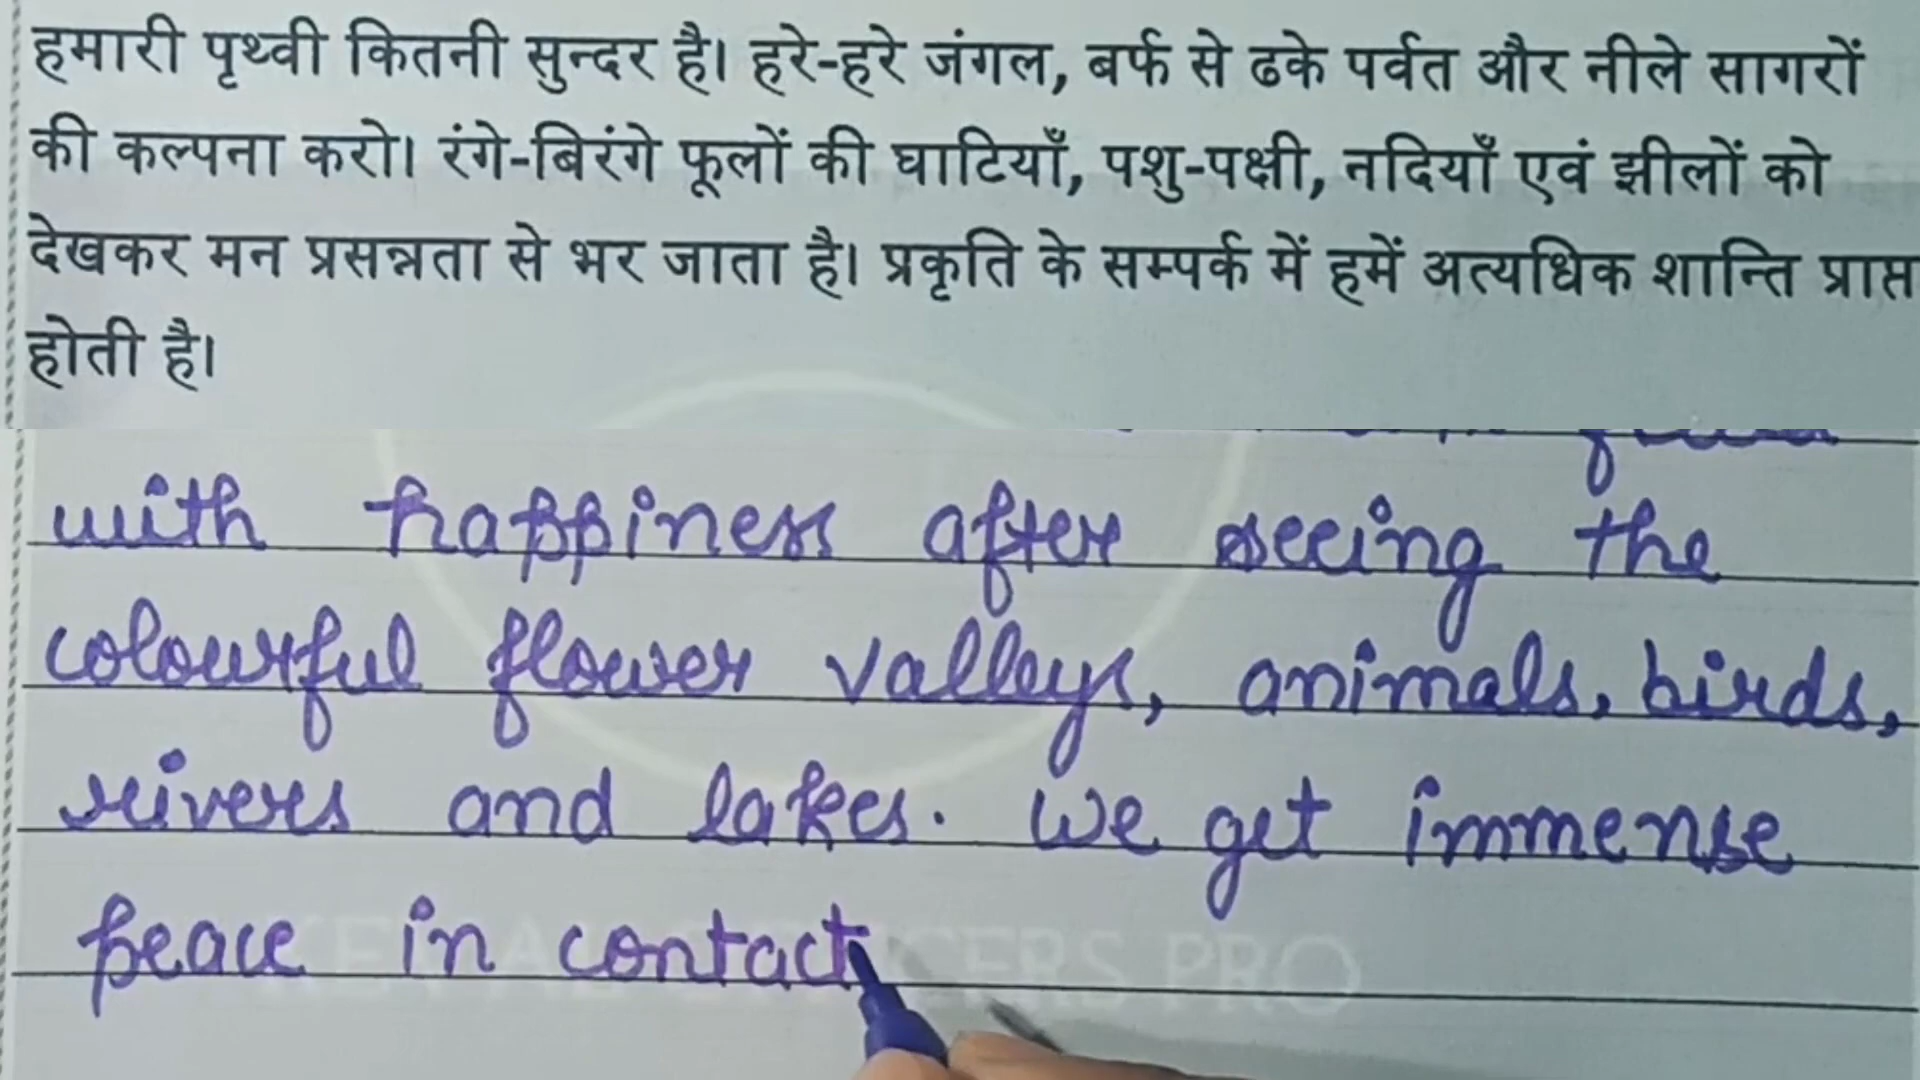 हमारी पृथ्वी कितनी सुन्दर है। हरे-हरे जंगल, बर्फ से ढके पर्वत और नीले सागरों
की कल्पना करो। रंगे-बिरंगे फूलों की घाटियाँ, पशु-पक्षी, नदियाँ एवं झीलों को
देखकर मन प्रसन्नता से भर जाता है। प्रकृति के सम्पर्क में हमें अत्यधिक शान्ति प्राप्त
होती है।
with happiness after seeing the
colourful flower valleys, animals, birds,
rivers and lakes. We get immense
peace in contact
PRO